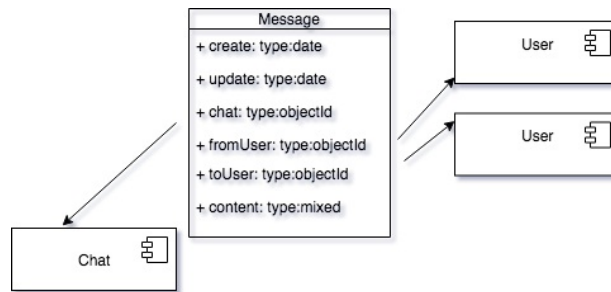 Message
+ create: type:date
+ update: type:date
+ chat: type:objectId
+ fromUser: type:objectId
+ toUser: type:objectId
+ content: type:mixed
User
User
Chat